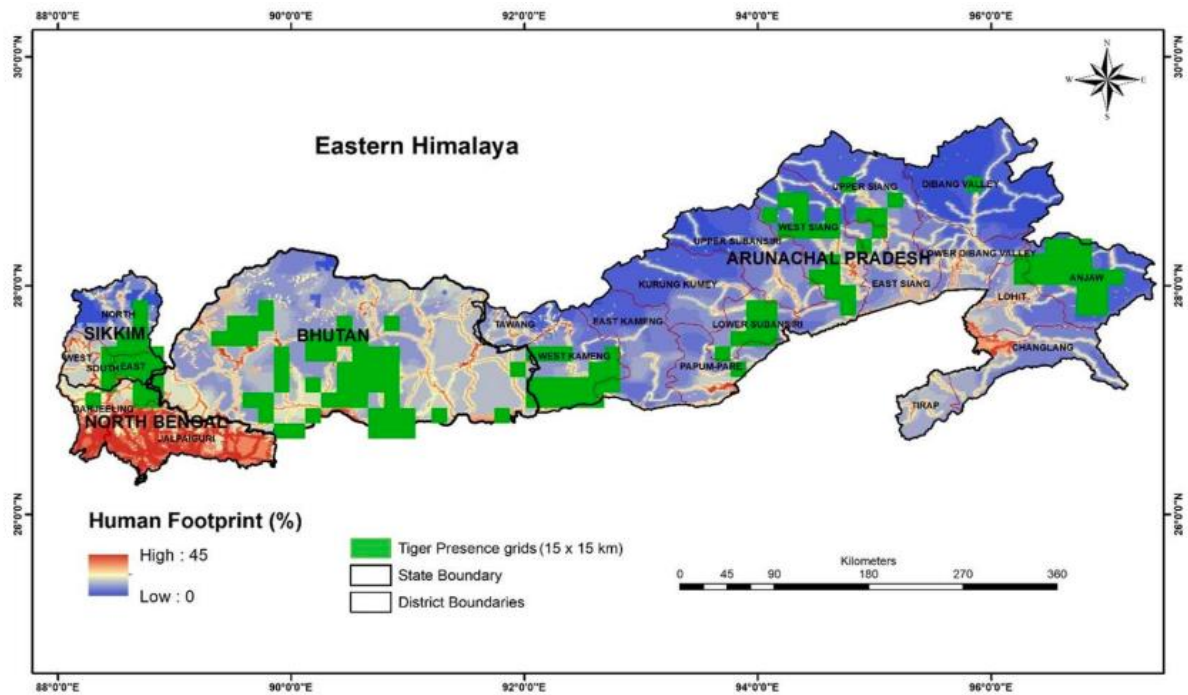 88°0'0"E 90°0'0"E 92°0'0"E 94°0'0"E 96°0'0"E
30°0'0"N
30°0'0"N
N
W E
S
Eastern Himalaya
UPPER SIANG
DIBANG VALLEY
WEST SIANG
UPPER SUBANSIRI
LOWER DIBANG VALLEY
ARUNACHAL PRADESH
ANJAW
28°0'0"N
28°0'0"N
KURUNG KUMEY
EAST SIANG
LOHIT
NORTH
SIKKIM
BHUTAN
TAWANG
EAST KAMENG
LOWER SUBANSIRI
CHANGLANG
WEST
SOUTH EAST
WEST KAMENG
PAPUM-PARE
DARJEELING
TIRAP
NORTH BENGAL
JALPAIGURI
26°0'0"N
26°0'0"N
Human Footprint (%)
High : 45
Low : 0
Tiger Presence grids (15 x 15 km)
State Boundary
District Boundaries
Kilometers
0 45 90 180 270 360
88°0'0"E 90°0'0"E 92°0'0"E 94°0'0"E 96°0'0"E